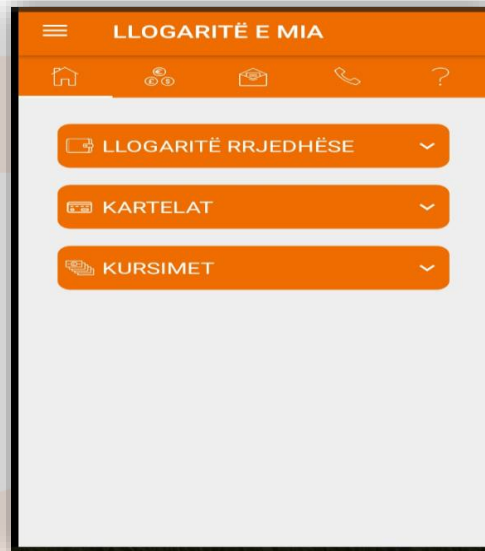 LLOGARITË E MIA
LLOGARITË RRJEDHËSE
KARTELAT
KURSIMET